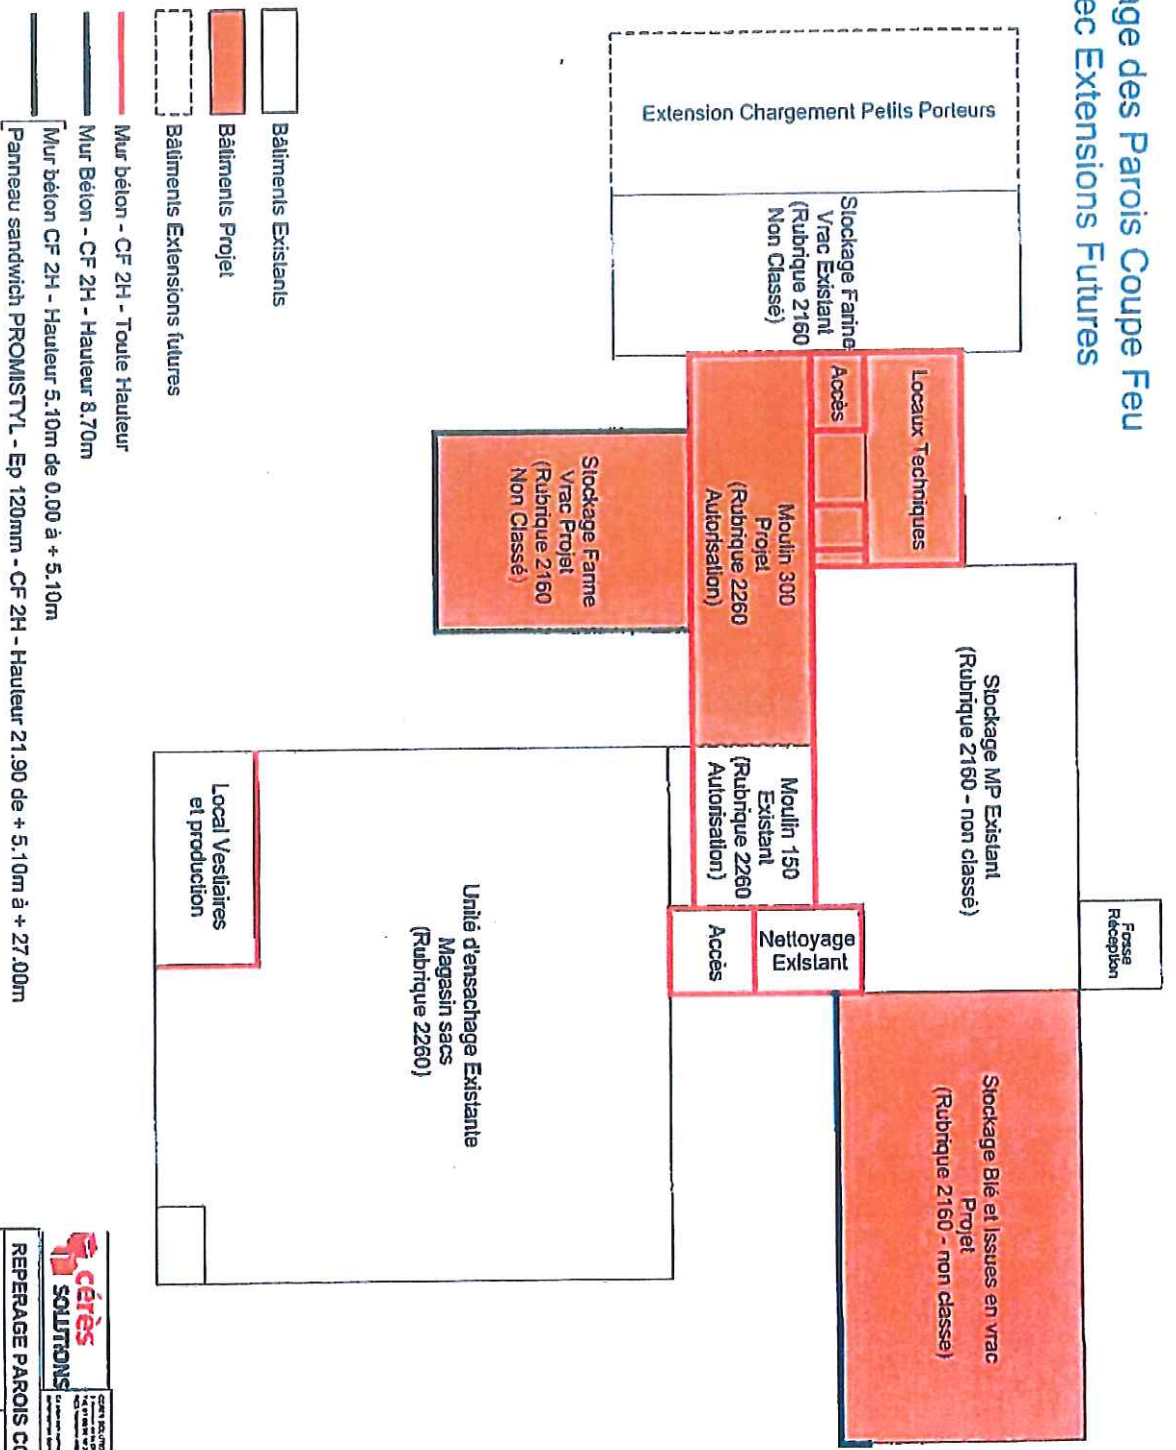 age des Parois Coupe Feu
ec Extensions Futures
Extension Chargement Petits Porteurs
Stockage Farine
Vrac Existant
(Rubrique 2160
Non Classé)
Locaux Techniques
Accès
Moulin 300
Projet
(Rubrique 2260
Autorisation)
Stockage Farine
Vrac Projet
(Rubrique 2160
Non Classé)
Stockage MP Existant
(Rubrique 2160 - non classé)
Fosse
Réception
Moulin 150
Existant
(Rubrique 2260
Autorisation)
Nettoyage
Existant
Accès
Stockage Blé et Issues en vrac
Projet
(Rubrique 2160 - non classe)
Unité d'ensachage Existante
Magasin sacs
(Rubrique 2260)
Local Vestiaires
et production
Bâtiments Existants
Bâtiments Projet
Bâtiments Extensions futures
Mur béton - CF 2H - Toute Hauteur
Mur Béton - CF 2H - Hauteur 8.70m
Mur béton CF 2H - Hauteur 5.10m de 0.00 à + 5.10m
Panneau sandwich PROMISTYL - Ep 120mm - CF 2H - Hauteur 21.90 de + 5.10m à + 27.00m
cérès
SOLUTIONS
REPERAGE PAROIS CO